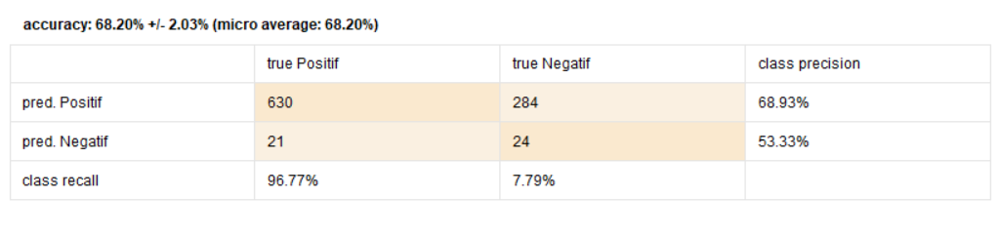 accuracy: 68.20% +/- 2.03% (micro average: 68.20%)
true Positif true Negatif class precision
pred. Positif 630 284 68.93%
pred. Negatif 21 24 53.33%
class recall 96.77% 7.79%